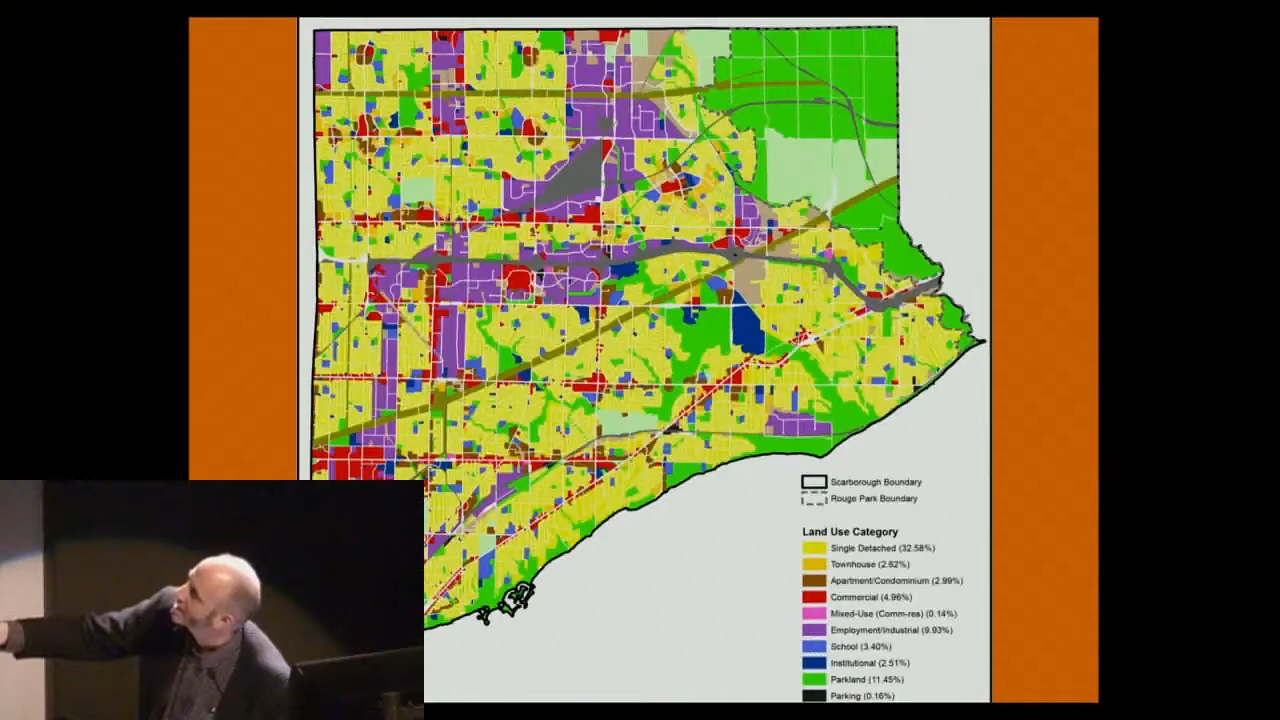 Scarborough Boundary
Rouge Park Boundary
Land Use Category
Single Detached (32.58%)
Townhouse (2.62%)
Apartment/Condominium (2.99%)
Commercial (4.96%)
Mixed-Use (Comm-res) (0.14%)
Employment/Industrial (9.93%)
School (3.40%)
Institutional (2.51%)
Parkland (11.45%)
Parking (0.16%)